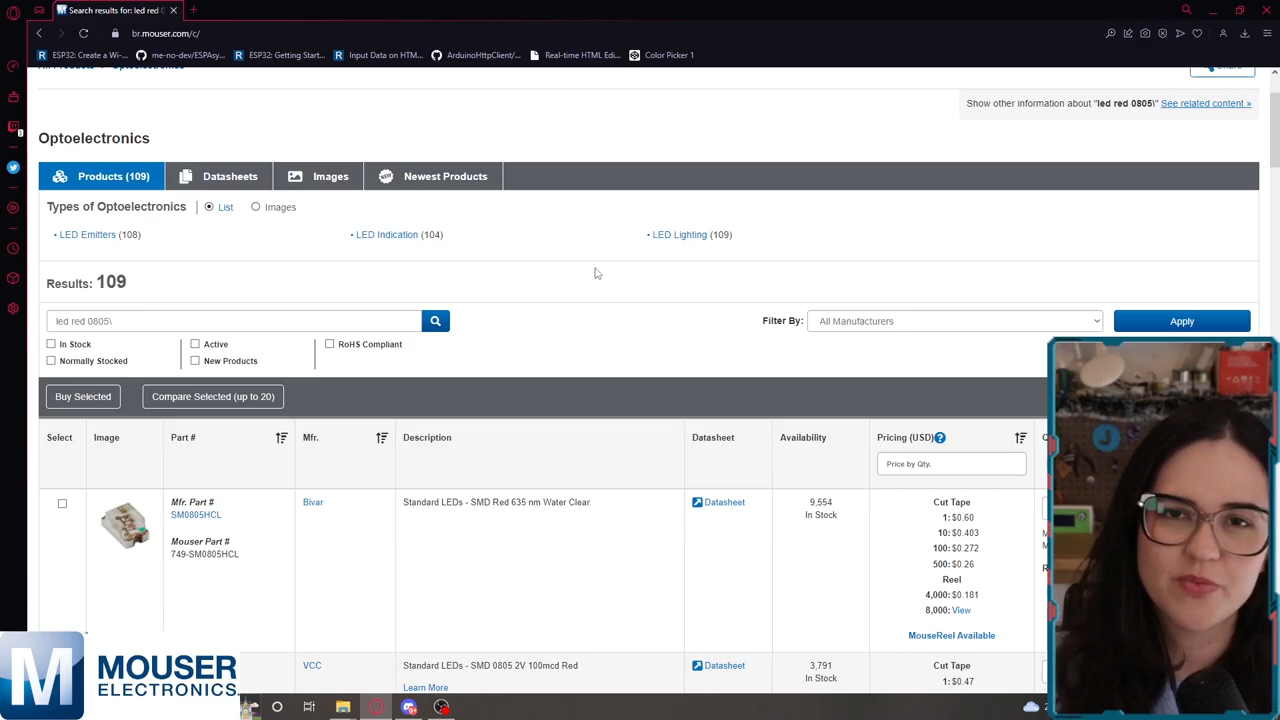 Search results for: led red 0
br.mouser.com/c/
ESP32: Create a Wi-...
me-no-dev/ESPAsy...
ESP32: Getting Start...
Input Data on HTM...
ArduinoHttpClient/...
Real-time HTML Edi...
Color Picker 1
Optoelectronics
Share
Show other information about "led red 0805\" See related content »
Optoelectronics
Products (109)
Datasheets
Images
Newest Products
Types of Optoelectronics
List
Images
• LED Emitters (108)
• LED Indication (104)
• LED Lighting (109)
Results: 109
led red 0805\
Filter By:
All Manufacturers
Apply
In Stock
Active
RoHS Compliant
Normally Stocked
New Products
Buy Selected
Compare Selected (up to 20)
Select
Image
Part #
Mfr.
Description
Datasheet
Availability
Pricing (USD)
Price by Qty.
Mfr. Part #
SM0805HCL
Mouser Part #
749-SM0805HCL
Bivar
Standard LEDs - SMD Red 635 nm Water Clear
Datasheet
9,554
In Stock
Cut Tape
1: $0.60
10: $0.403
100: $0.272
500: $0.26
Reel
4,000: $0.181
8,000: View
MouseReel Available
VCC
Standard LEDs - SMD 0805 2V 100mcd Red
Learn More
Datasheet
3,791
In Stock
Cut Tape
1: $0.47
M
MOUSER
ELECTRONICS